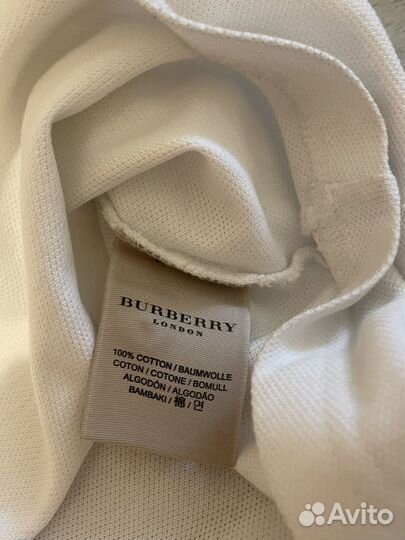 BURBERRY
LONDON
100% COTTON / BAUMWOLLE
COTON / COTONE / BOMULL
ALGODÓN / ALGODÃO
BAMBAKI / 棉 / 면
Avito